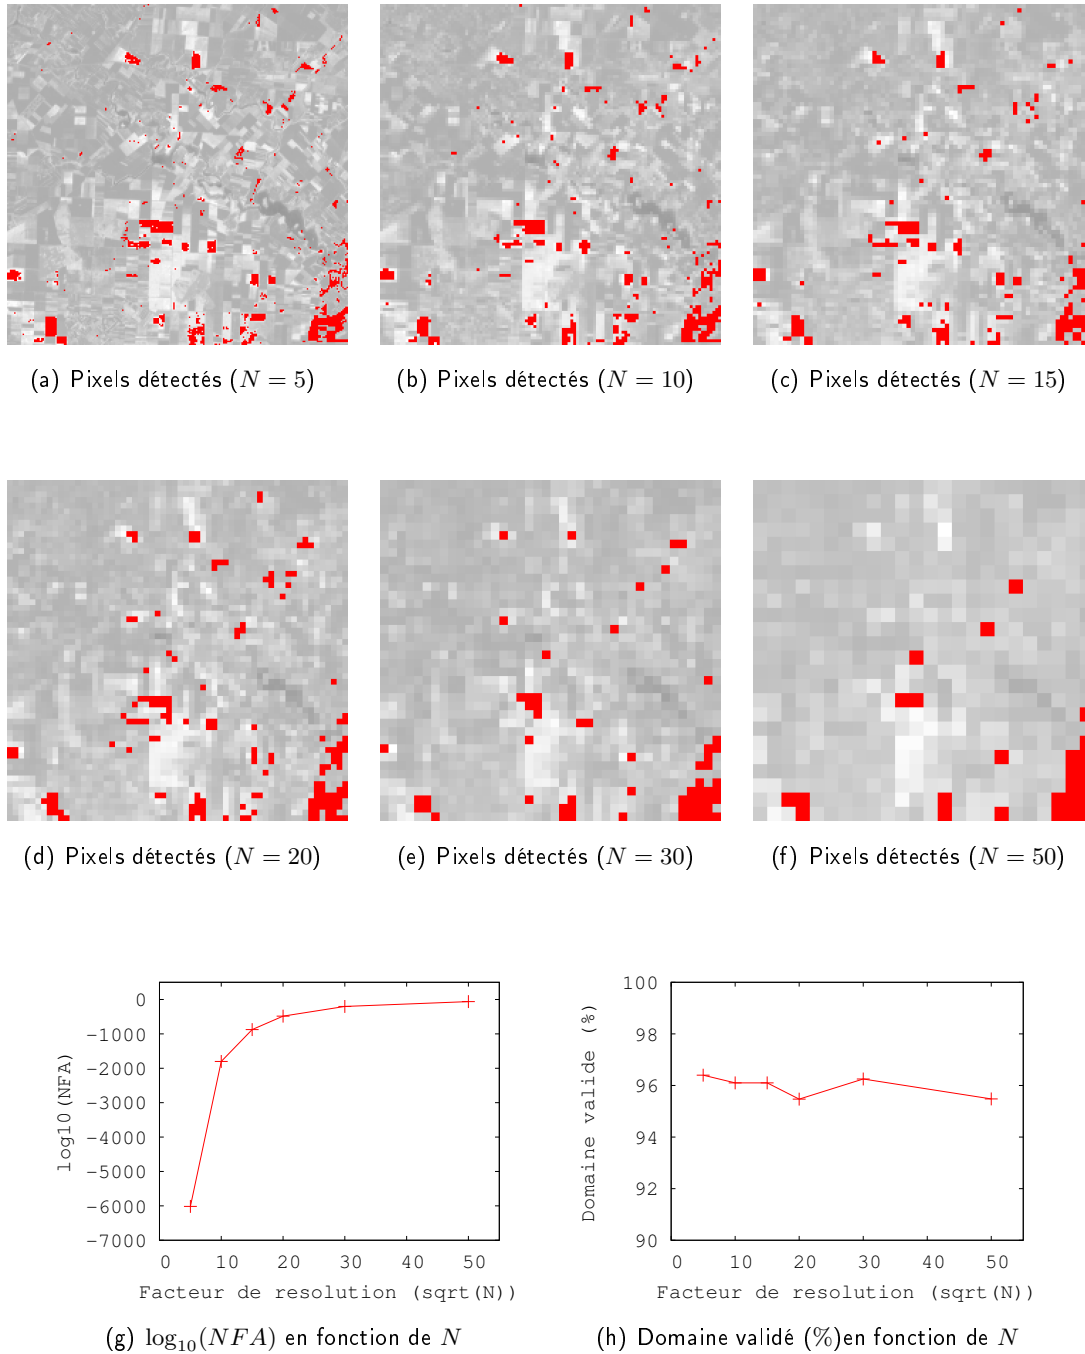 (a) Pixels détectés (N = 5)
(b) Pixels détectés (N = 10)
(c) Pixels détectés (N = 15)
(d) Pixels détectés (N = 20)
(e) Pixels détectés (N = 30)
(f) Pixels détectés (N = 50)
log10(NFA)
0
-1000
-2000
-3000
-4000
-5000
-6000
-7000
0 10 20 30 40 50
Facteur de resolution (sqrt(N))
(g) log₁₀(NFA) en fonction de N
Domaine valide (%)
100
98
96
94
92
90
0 10 20 30 40 50
Facteur de resolution (sqrt(N))
(h) Domaine validé (%)en fonction de N